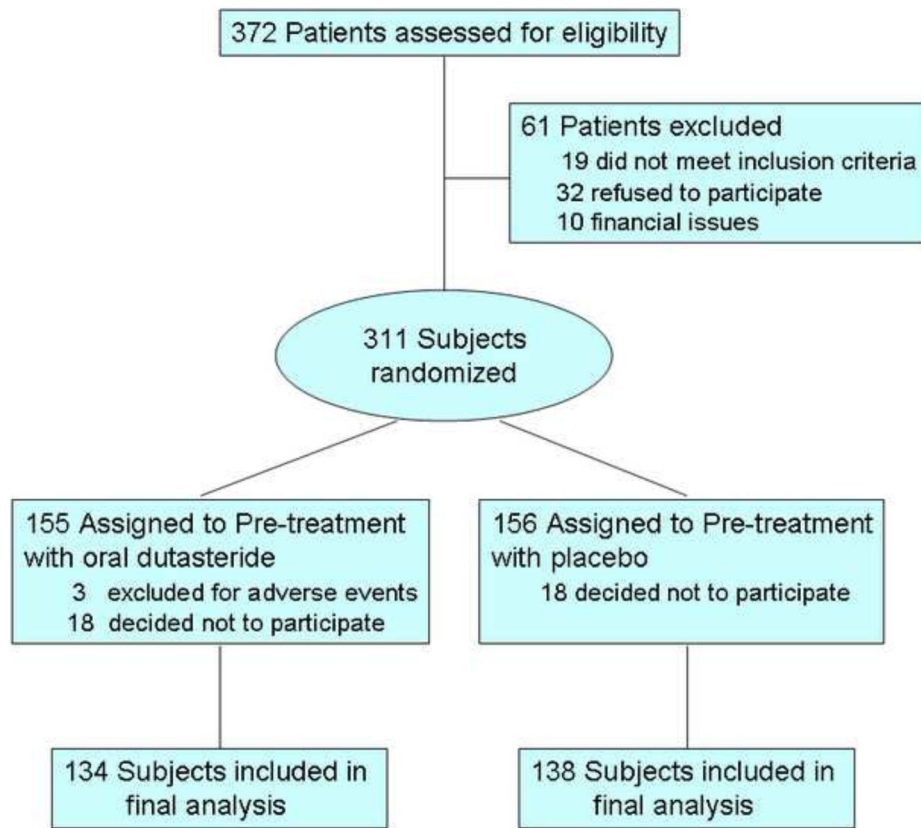 372 Patients assessed for eligibility
61 Patients excluded
19 did not meet inclusion criteria
32 refused to participate
10 financial issues
311 Subjects
randomized
155 Assigned to Pre-treatment
with oral dutasteride
3 excluded for adverse events
18 decided not to participate
156 Assigned to Pre-treatment
with placebo
18 decided not to participate
134 Subjects included in
final analysis
138 Subjects included in
final analysis